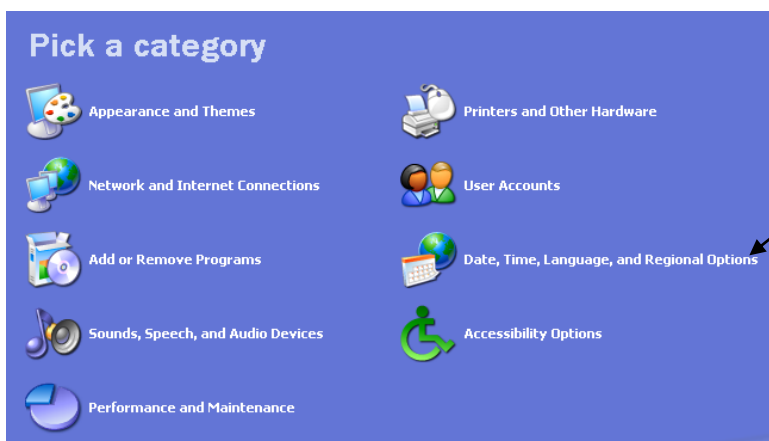 Pick a category
Appearance and Themes
Printers and Other Hardware
Network and Internet Connections
User Accounts
Add or Remove Programs
Date, Time, Language, and Regional Options
Sounds, Speech, and Audio Devices
Accessibility Options
Performance and Maintenance